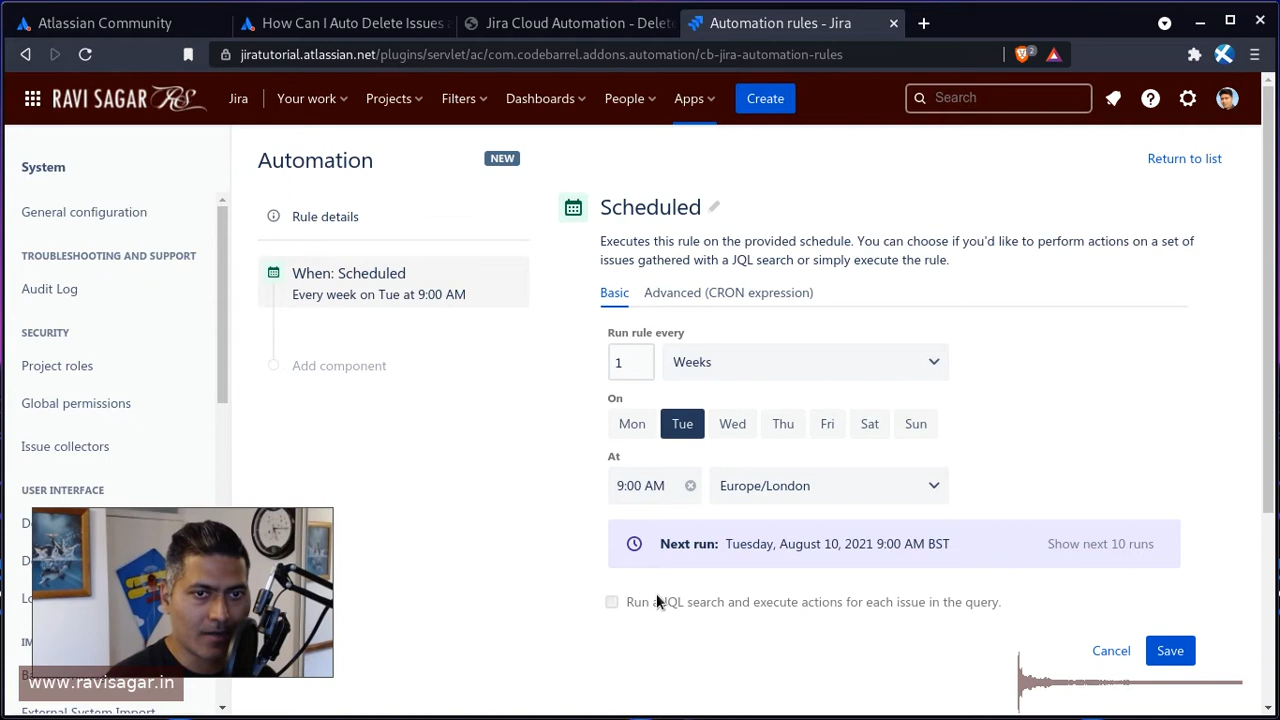 Atlassian Community
How Can I Auto Delete Issues a
Jira Cloud Automation - Delete
Automation rules - Jira
jiratutorial.atlassian.net/plugins/servlet/ac/com.codebarrel.addons.automation/cb-jira-automation-rules
2
RAVI SAGAR RS
Jira
Your work
Projects
Filters
Dashboards
People
Apps
Create
Search
System
General configuration
TROUBLESHOOTING AND SUPPORT
Audit Log
SECURITY
Project roles
Global permissions
Issue collectors
USER INTERFACE
External System Import
www.ravisagar.in
Automation
NEW
Return to list
Rule details
When: Scheduled
Every week on Tue at 9:00 AM
Add component
Scheduled
Executes this rule on the provided schedule. You can choose if you'd like to perform actions on a set of
issues gathered with a JQL search or simply execute the rule.
Basic
Advanced (CRON expression)
Run rule every
1
Weeks
On
Mon
Tue
Wed
Thu
Fri
Sat
Sun
At
9:00 AM
Europe/London
Next run: Tuesday, August 10, 2021 9:00 AM BST
Show next 10 runs
Run a JQL search and execute actions for each issue in the query.
Cancel
Save